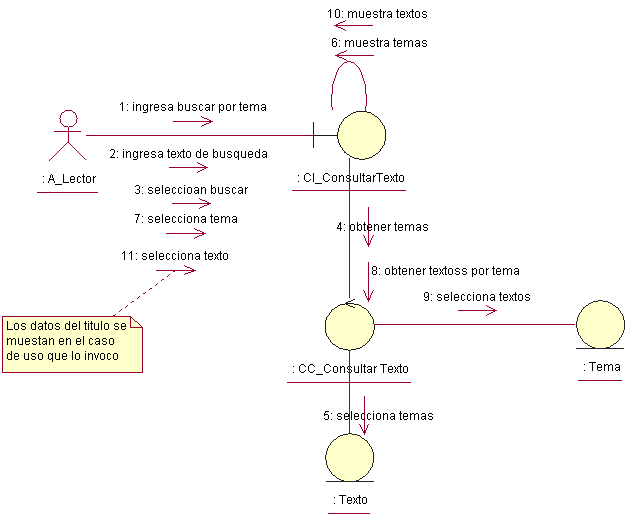 10: muestra textos
6: muestra temas
1: ingresa buscar por tema
2: ingresa texto de busqueda
: A_Lector
: CI_ConsultarTexto
3: seleccioan buscar
7: selecciona tema
4: obtener temas
11: selecciona texto
8: obtener textoss por tema
9: selecciona textos
Los datos del titulo se
muestan en el caso
de uso que lo invoco
: CC_Consultar Texto
: Tema
5: selecciona temas
: Texto